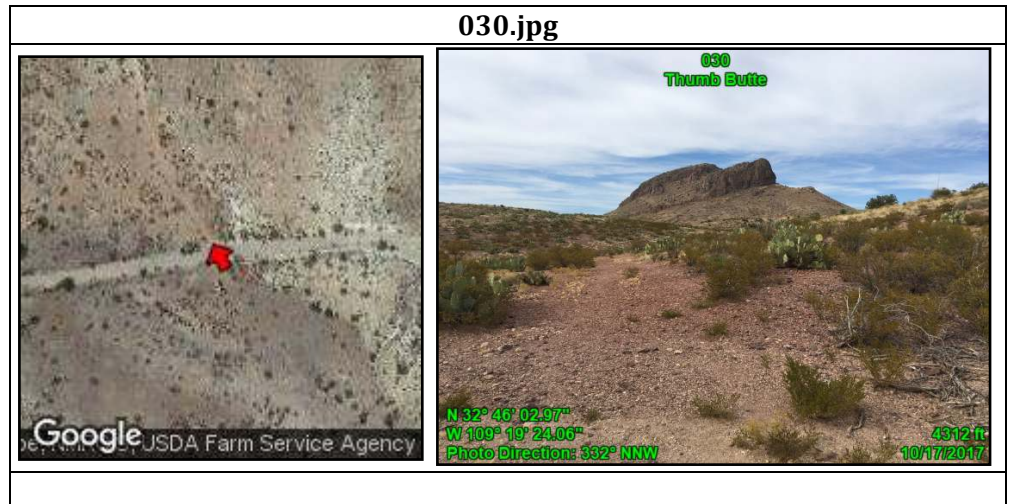 030.jpg
Google
USDA Farm Service Agency
030
Thumb Butte
N 32° 46' 02.97"
W 109° 19' 24.06"
Photo Direction: 332° NNW
4312 ft
10/17/2017